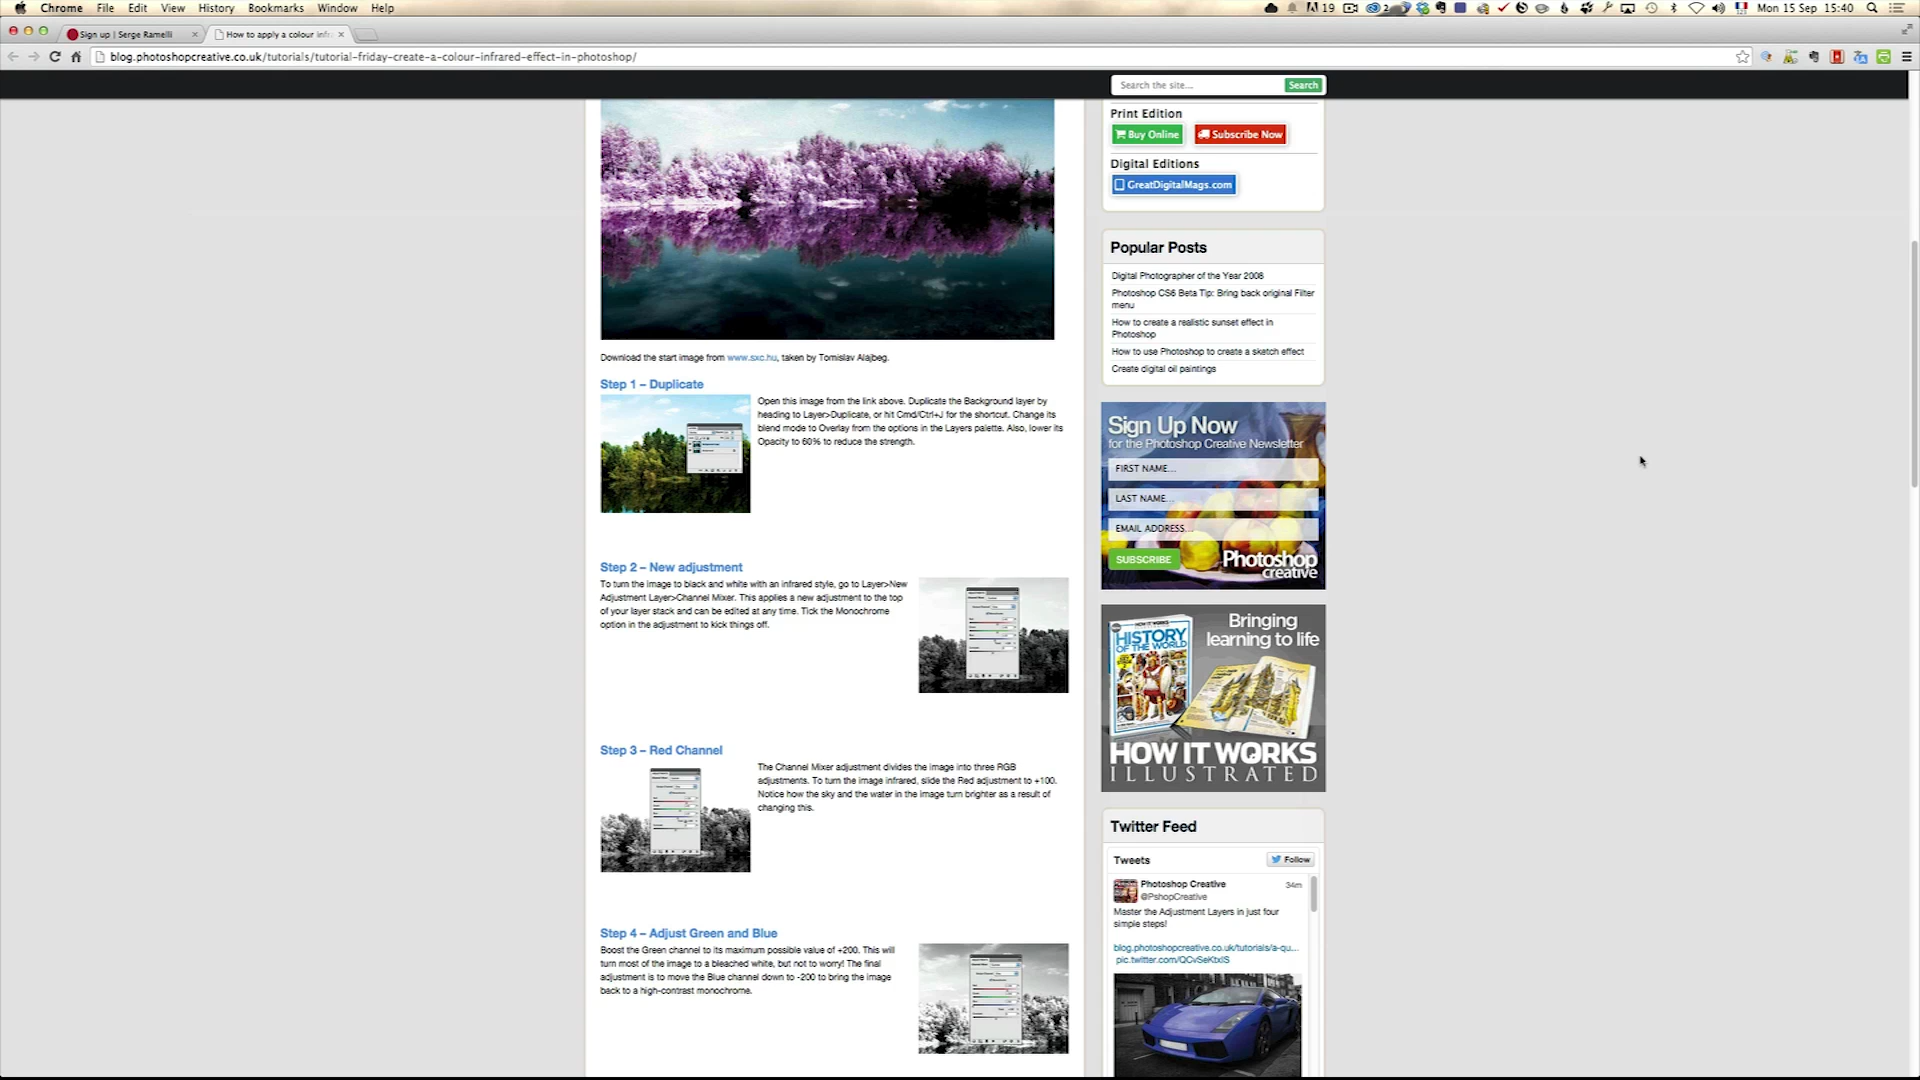 Chrome File Edit View History Bookmarks Window Help
19
Mon 15 Sep 15:40
Sign up | Serge Ramelli
How to apply a colour infr
blog.photoshopcreative.co.uk/tutorials/tutorial-friday-create-a-colour-infrared-effect-in-photoshop/
Search the site....
Search
Download the start image from www.sxc.hu, taken by Tomislav Alajbeg.
Step 1 – Duplicate
Open this image from the link above. Duplicate the Background layer by
heading to Layer>Duplicate, or hit Cmd/Ctrl+J for the shortcut. Change its
blend mode to Overlay from the options in the Layers palette. Also, lower its
Opacity to 60% to reduce the strength.
Step 2 – New adjustment
To turn the image to black and white with an infrared style, go to Layer>New
Adjustment Layer>Channel Mixer. This applies a new adjustment to the top
of your layer stack and can be edited at any time. Tick the Monochrome
option in the adjustment to kick things off.
Step 3 – Red Channel
The Channel Mixer adjustment divides the image into three RGB
adjustments. To turn the image infrared, slide the Red adjustment to +100.
Notice how the sky and the water in the image turn brighter as a result of
changing this.
Step 4 – Adjust Green and Blue
Boost the Green channel to its maximum possible value of +200. This will
turn most of the image to a bleached white, but not to worry! The final
adjustment is to move the Blue channel down to -200 to bring the image
back to a high-contrast monochrome.
Print Edition
Buy Online
Subscribe Now
Digital Editions
GreatDigitalMags.com
Popular Posts
Digital Photographer of the Year 2008
Photoshop CS6 Beta Tip: Bring back original Filter
menu
How to create a realistic sunset effect in
Photoshop
How to use Photoshop to create a sketch effect
Create digital oil paintings
Sign Up Now
for the Photoshop Creative Newsletter
FIRST NAME...
LAST NAME...
EMAIL ADDRESS...
SUBSCRIBE
Photoshop
creative
Bringing
learning to life
HISTORY
OF THE WORLD
HOW IT WORKS
ILLUSTRATED
Twitter Feed
Tweets
Follow
Photoshop Creative
34m
@PshopCreative
Master the Adjustment Layers in just four
simple steps!
blog.photoshopcreative.co.uk/tutorials/a-qu...
pic.twitter.com/QCvSeKtxIS